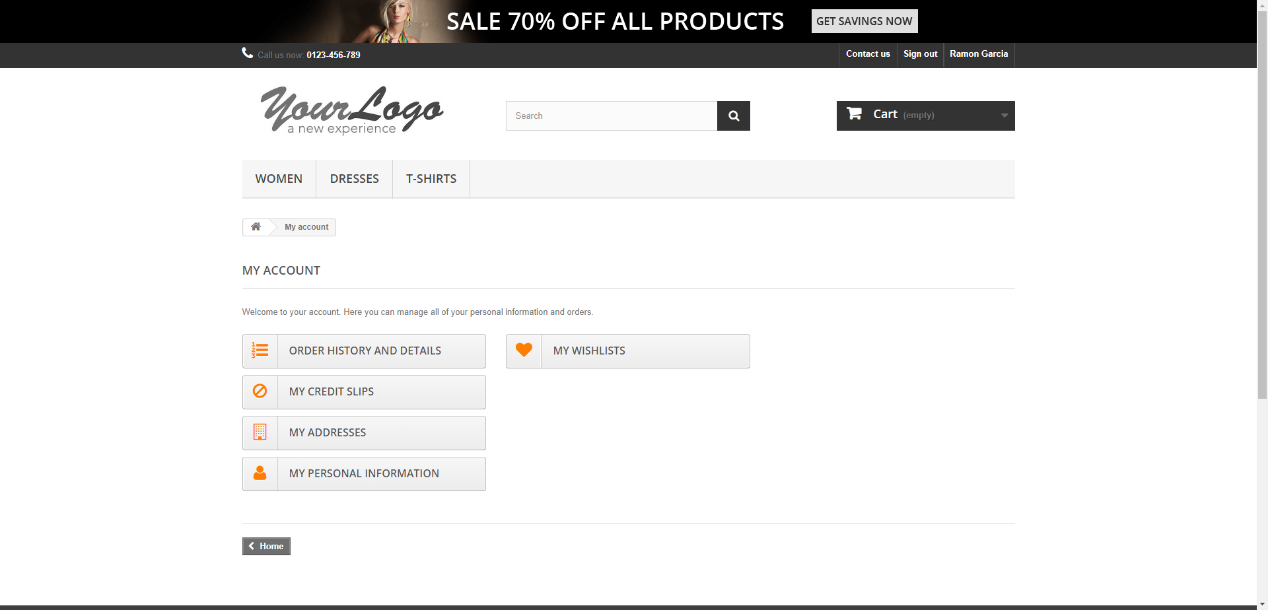 SALE 70% OFF ALL PRODUCTS GET SAVINGS NOW
Call us now: 0123-456-789 Contact us Sign out Ramon Garcia
YourLogo
a new experience
Search Cart (empty)
WOMEN DRESSES T-SHIRTS
My account
MY ACCOUNT
Welcome to your account. Here you can manage all of your personal information and orders.
ORDER HISTORY AND DETAILS MY WISHLISTS
MY CREDIT SLIPS
MY ADDRESSES
MY PERSONAL INFORMATION
Home